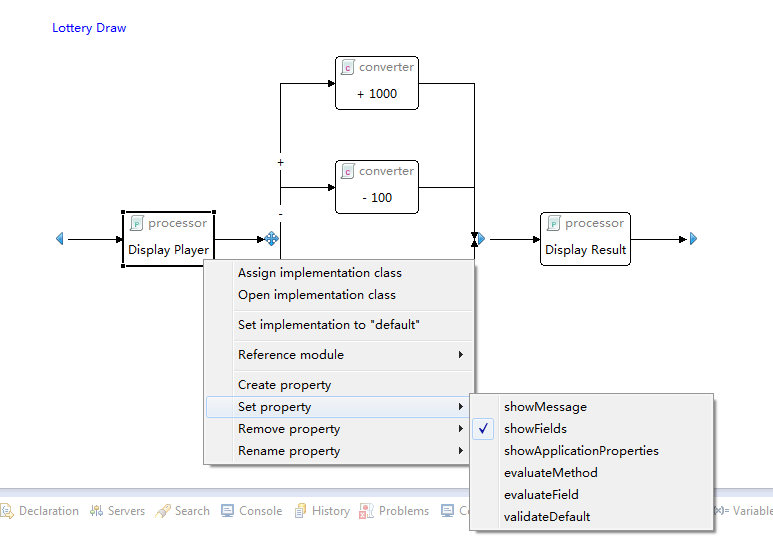 Lottery Draw
converter
+ 1000
+
converter
- 100
-
processor
Display Player
processor
Display Result
Assign implementation class
Open implementation class
Set implementation to "default"
Reference module
Create property
Set property
Remove property
Rename property
showMessage
showFields
showApplicationProperties
evaluateMethod
evaluateField
validateDefault
Declaration Servers Search Console History Problems Variable